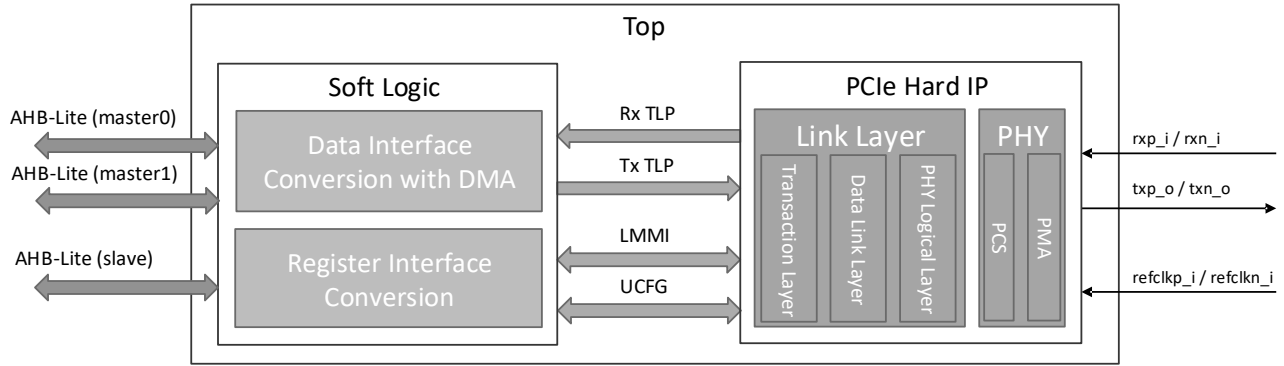 Top
Soft Logic
PCIe Hard IP
AHB-Lite (master0)
AHB-Lite (master1)
AHB-Lite (slave)
Data Interface
Conversion with DMA
Register Interface
Conversion
Rx TLP
Tx TLP
LMMI
UCFG
Link Layer
Transaction Layer
Data Link Layer
PHY Logical Layer
PHY
PCS
PMA
rxp_i / rxn_i
txp_o / txn_o
refclkp_i / refclkn_i